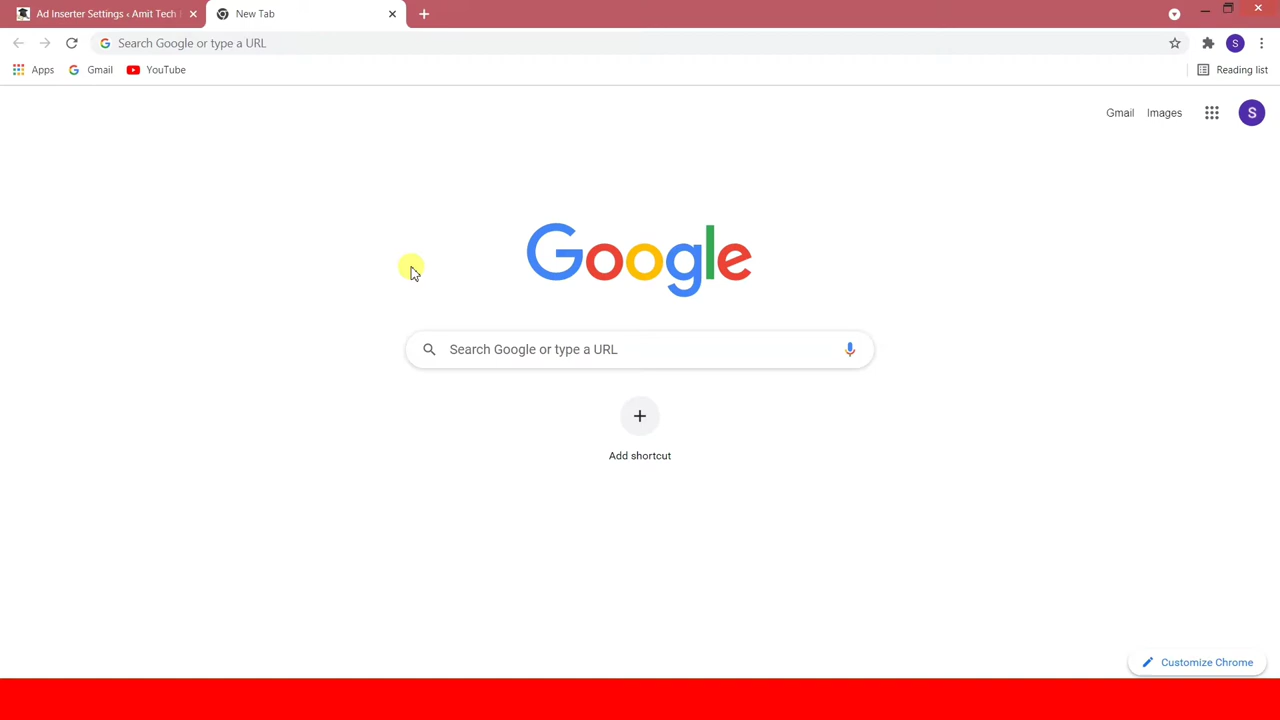 Ad Inserter Settings ‹ Amit Tech
New Tab
Search Google or type a URL
S
Apps
Gmail
YouTube
Reading list
Gmail
Images
S
Google
Search Google or type a URL
Add shortcut
Customize Chrome